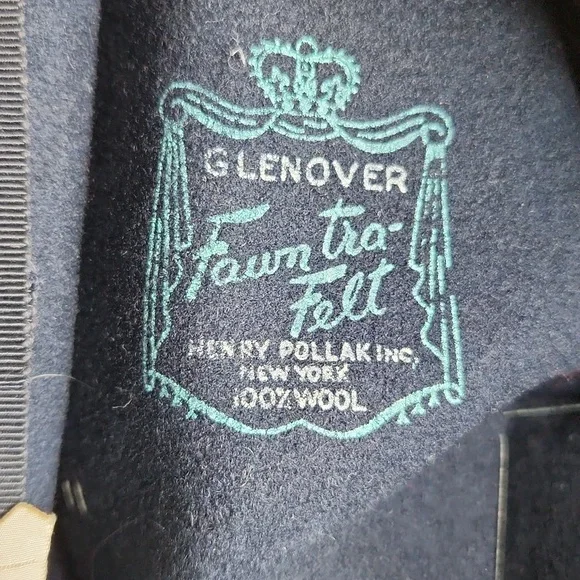 GLENOVER
Fawn tra-
Felt
HENRY POLLAK INC,
NEW YORK
100% WOOL